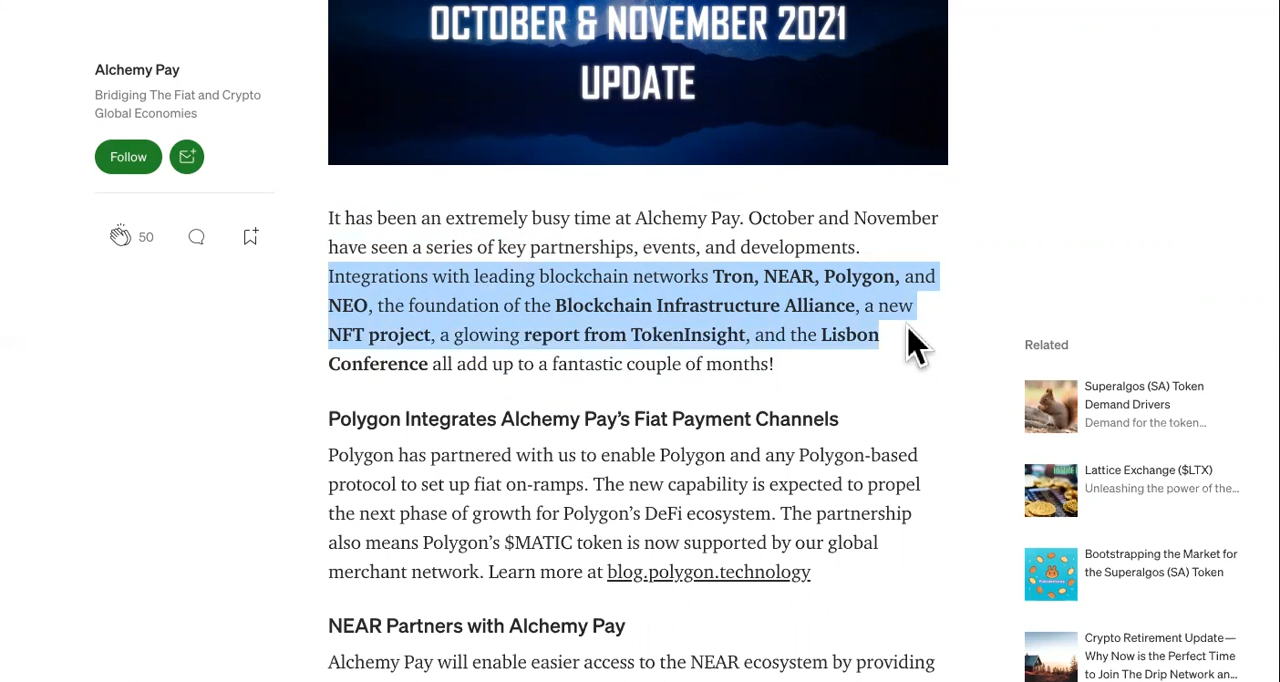 OCTOBER & NOVEMBER 2021
UPDATE
Alchemy Pay
Bridiging The Fiat and Crypto
Global Economies
Follow
50
It has been an extremely busy time at Alchemy Pay. October and November
have seen a series of key partnerships, events, and developments.
Integrations with leading blockchain networks Tron, NEAR, Polygon, and
NEO, the foundation of the Blockchain Infrastructure Alliance, a new
NFT project, a glowing report from TokenInsight, and the Lisbon
Conference all add up to a fantastic couple of months!
Polygon Integrates Alchemy Pay’s Fiat Payment Channels
Polygon has partnered with us to enable Polygon and any Polygon-based
protocol to set up fiat on-ramps. The new capability is expected to propel
the next phase of growth for Polygon’s DeFi ecosystem. The partnership
also means Polygon’s $MATIC token is now supported by our global
merchant network. Learn more at blog.polygon.technology
NEAR Partners with Alchemy Pay
Alchemy Pay will enable easier access to the NEAR ecosystem by providing
Related
Superalgos (SA) Token
Demand Drivers
Demand for the token…
Lattice Exchange ($LTX)
Unleashing the power of the…
Bootstrapping the Market for
the Superalgos (SA) Token
Crypto Retirement Update—
Why Now is the Perfect Time
to Join The Drip Network an…